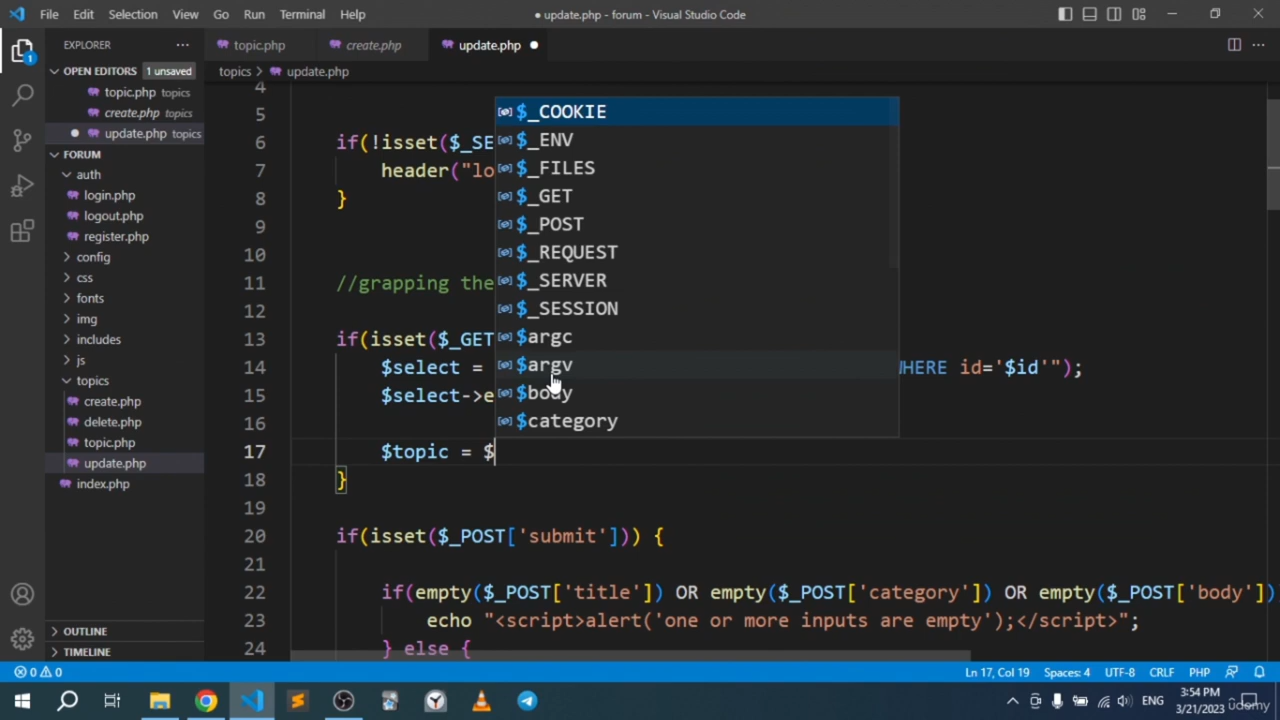 File Edit Selection View Go Run Terminal Help
● update.php - forum - Visual Studio Code
EXPLORER
topic.php create.php update.php
OPEN EDITORS 1 unsaved
topics > update.php
topic.php topics
create.php topics
update.php topics
FORUM
auth
login.php
logout.php
register.php
config
css
fonts
img
includes
js
topics
create.php
delete.php
topic.php
update.php
index.php
OUTLINE
TIMELINE
4
5
6 if(!isset($_SE
7 header("lo
8 }
9
10
11 //grapping the
12
13 if(isset($_GET
14 $select = WHERE id='$id'");
15 $select->e
16
17 $topic = $
18 }
19
20 if(isset($_POST['submit'])) {
21
22 if(empty($_POST['title']) OR empty($_POST['category']) OR empty($_POST['body'])
23 echo "<script>alert('one or more inputs are empty');</script>";
24 } else {
$_COOKIE
$_ENV
$_FILES
$_GET
$_POST
$_REQUEST
$_SERVER
$_SESSION
$argc
$argv
$body
$category
0 0 Ln 17, Col 19 Spaces: 4 UTF-8 CRLF PHP
ENG 3:54 PM
3/21/2023
udemy
1